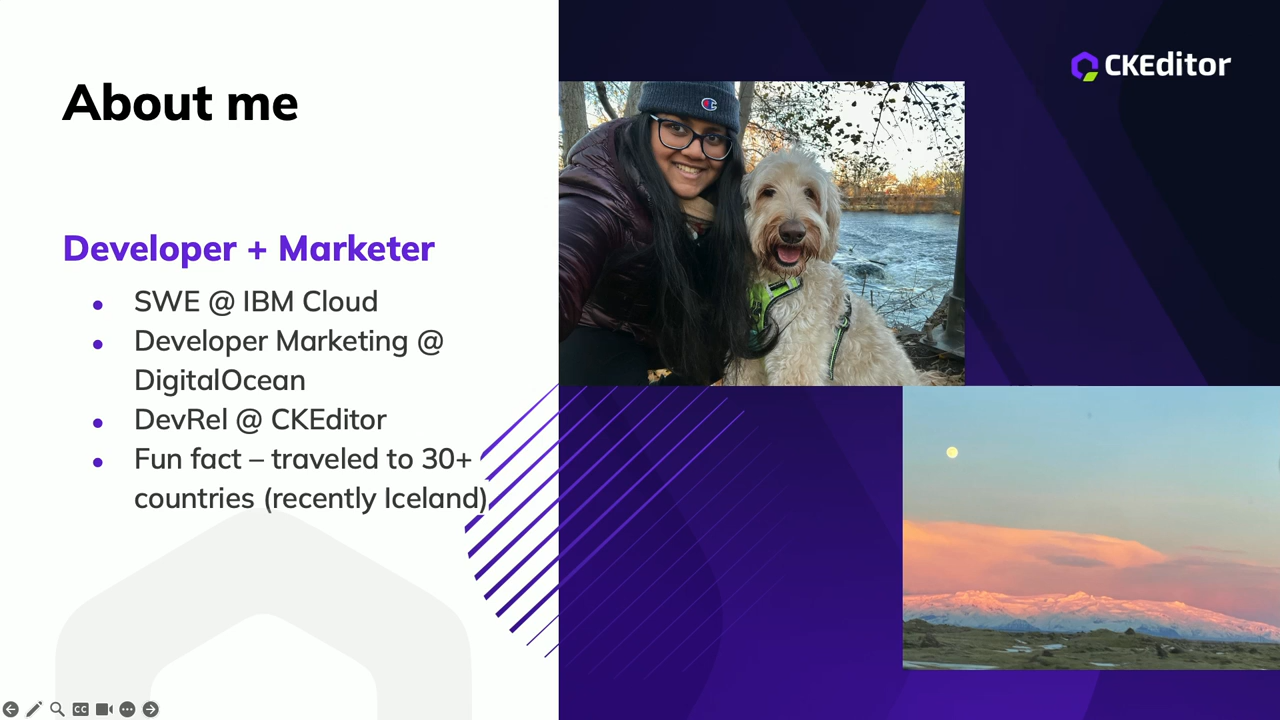 About me
CKEditor
Developer + Marketer
SWE @ IBM Cloud
Developer Marketing @
DigitalOcean
DevRel @ CKEditor
Fun fact – traveled to 30+
countries (recently Iceland)
CC